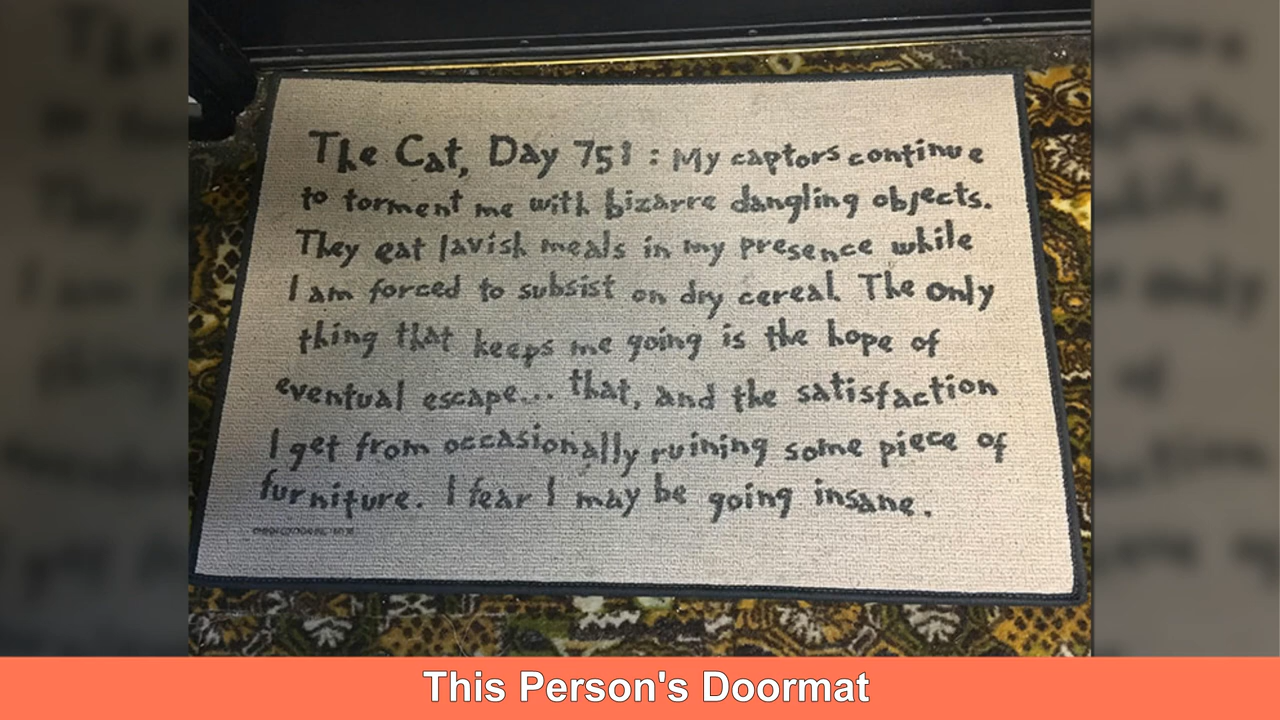 The Cat, Day 751 : My captors continue
to torment me with bizarre dangling objects.
They eat lavish meals in my presence while
I am forced to subsist on dry cereal. The only
thing that keeps me going is the hope of
eventual escape... that, and the satisfaction
I get from occasionally ruining some piece of
furniture. I fear I may be going insane.
This Person's Doormat